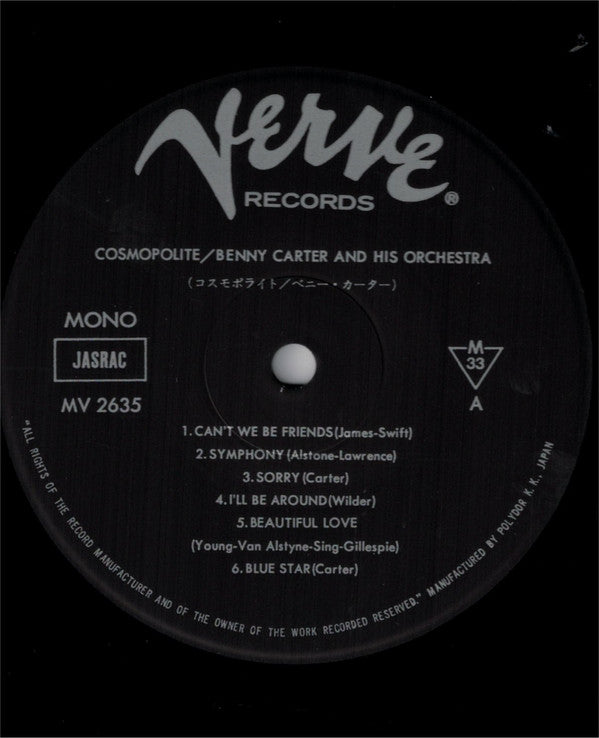 Verve
RECORDS®
COSMOPOLITE/BENNY CARTER AND HIS ORCHESTRA
(コスモポライト/ベニー・カーター)
MONO
JASRAC
MV 2635
M
33
A
1. CAN'T WE BE FRIENDS(James-Swift)
2. SYMPHONY (Alstone-Lawrence)
3. SORRY (Carter)
4. I'LL BE AROUND(Wilder)
5. BEAUTIFUL LOVE
(Young-Van Alstyne-Sing-Gillespie)
6. BLUE STAR(Carter)
"ALL RIGHTS OF THE RECORD MANUFACTURER AND OF THE OWNER OF THE WORK RECORDED RESERVED." MANUFACTURED BY POLYDOR K. K. JAPAN